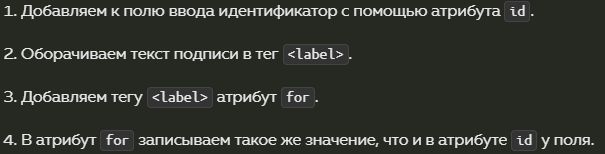 1. Добавляем к полю ввода идентификатор с помощью атрибута id.
2. Оборачиваем текст подписи в тег <label>.
3. Добавляем тегу <label> атрибут for.
4. В атрибут for записываем такое же значение, что и в атрибуте id у поля.